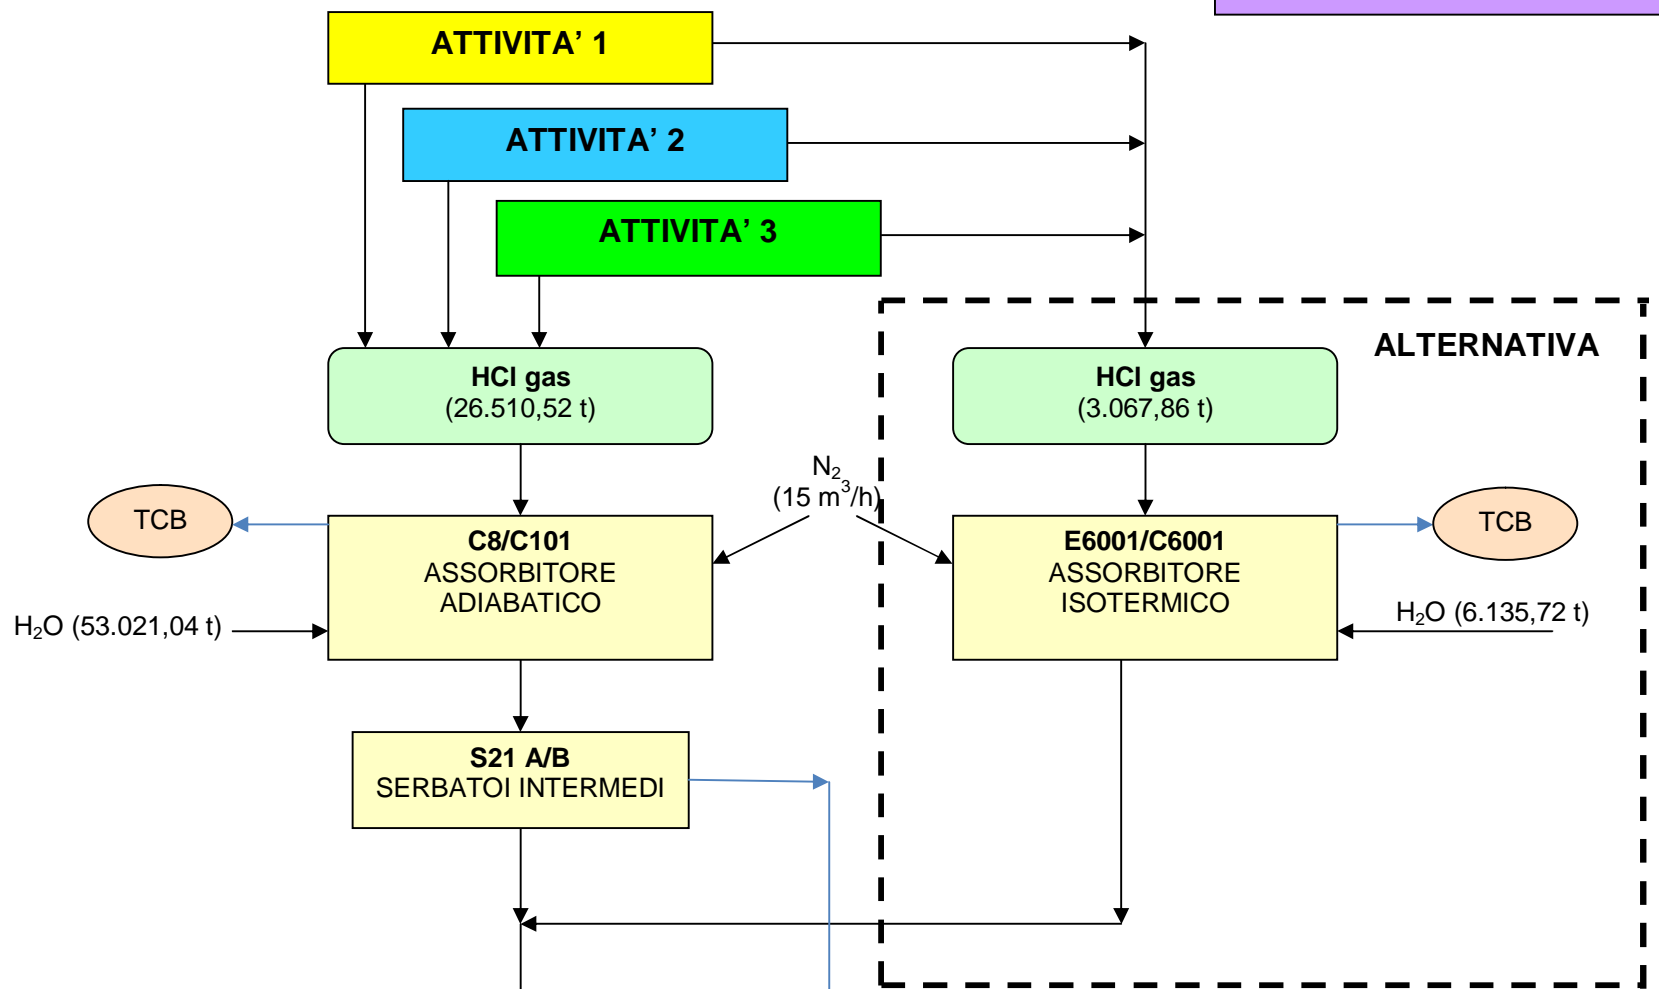 ATTIVITA’ 1
ATTIVITA’ 2
ATTIVITA’ 3
ALTERNATIVA
HCl gas
(26.510,52 t)
HCl gas
(3.067,86 t)
N₂
(15 m³/h)
TCB
C8/C101
ASSORBITORE
ADIABATICO
E6001/C6001
ASSORBITORE
ISOTERMICO
TCB
H₂O (53.021,04 t)
H₂O (6.135,72 t)
S21 A/B
SERBATOI INTERMEDI